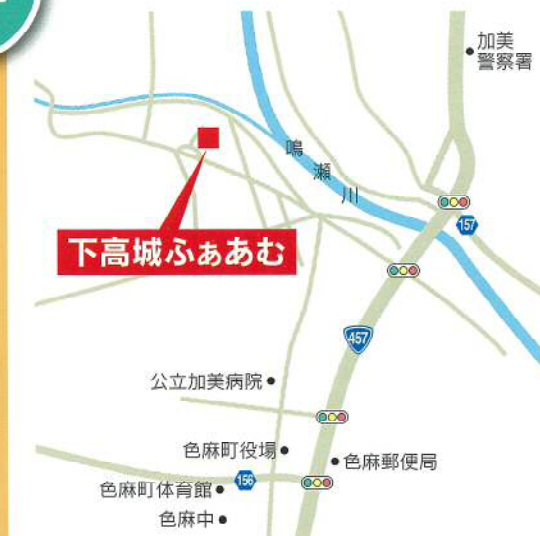 加美
警察署
鳴瀬川
157
下高城ふぁあむ
457
公立加美病院
色麻町役場
色麻郵便局
156
色麻町体育館
色麻中